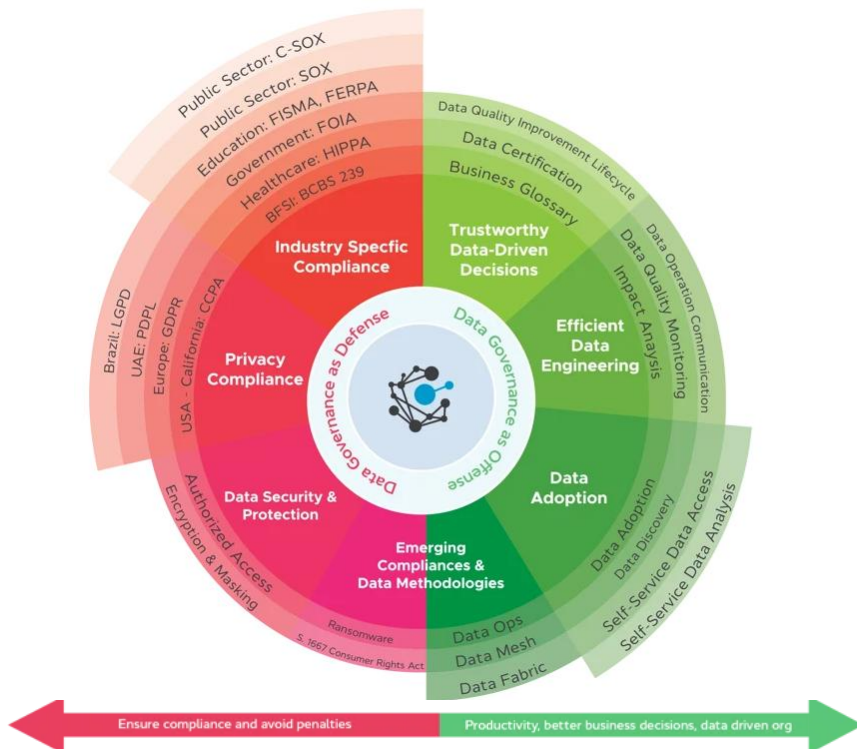 Public Sector: C-SOX
Public Sector: SOX
Education: FISMA, FERPA
Government: FOIA
Healthcare: HIPPA
BFSI: BCBS 239
Industry Specfic
Compliance
Data Quality Improvement Lifecycle
Data Certification
Business Glossary
Trustworthy
Data-Driven
Decisions
Data Operation Communication
Data Quality Monitoring
Impact Anaysis
Efficient
Data
Engineering
Brazil: LGPD
UAE: PDPL
Europe: GDPR
USA - California: CCPA
Privacy
Compliance
Data Governance as Defense
Data Governance as Offense
Data Security &
Protection
Authorized Access
Encryption & Masking
Data
Adoption
Data Adoption
Data Discovery
Self-Service Data Access
Self-Service Data Analysis
Emerging
Compliances &
Data Methodologies
Ransomware
S. 1667 Consumer Rights Act
Data Ops
Data Mesh
Data Fabric
Ensure compliance and avoid penalties
Productivity, better business decisions, data driven org